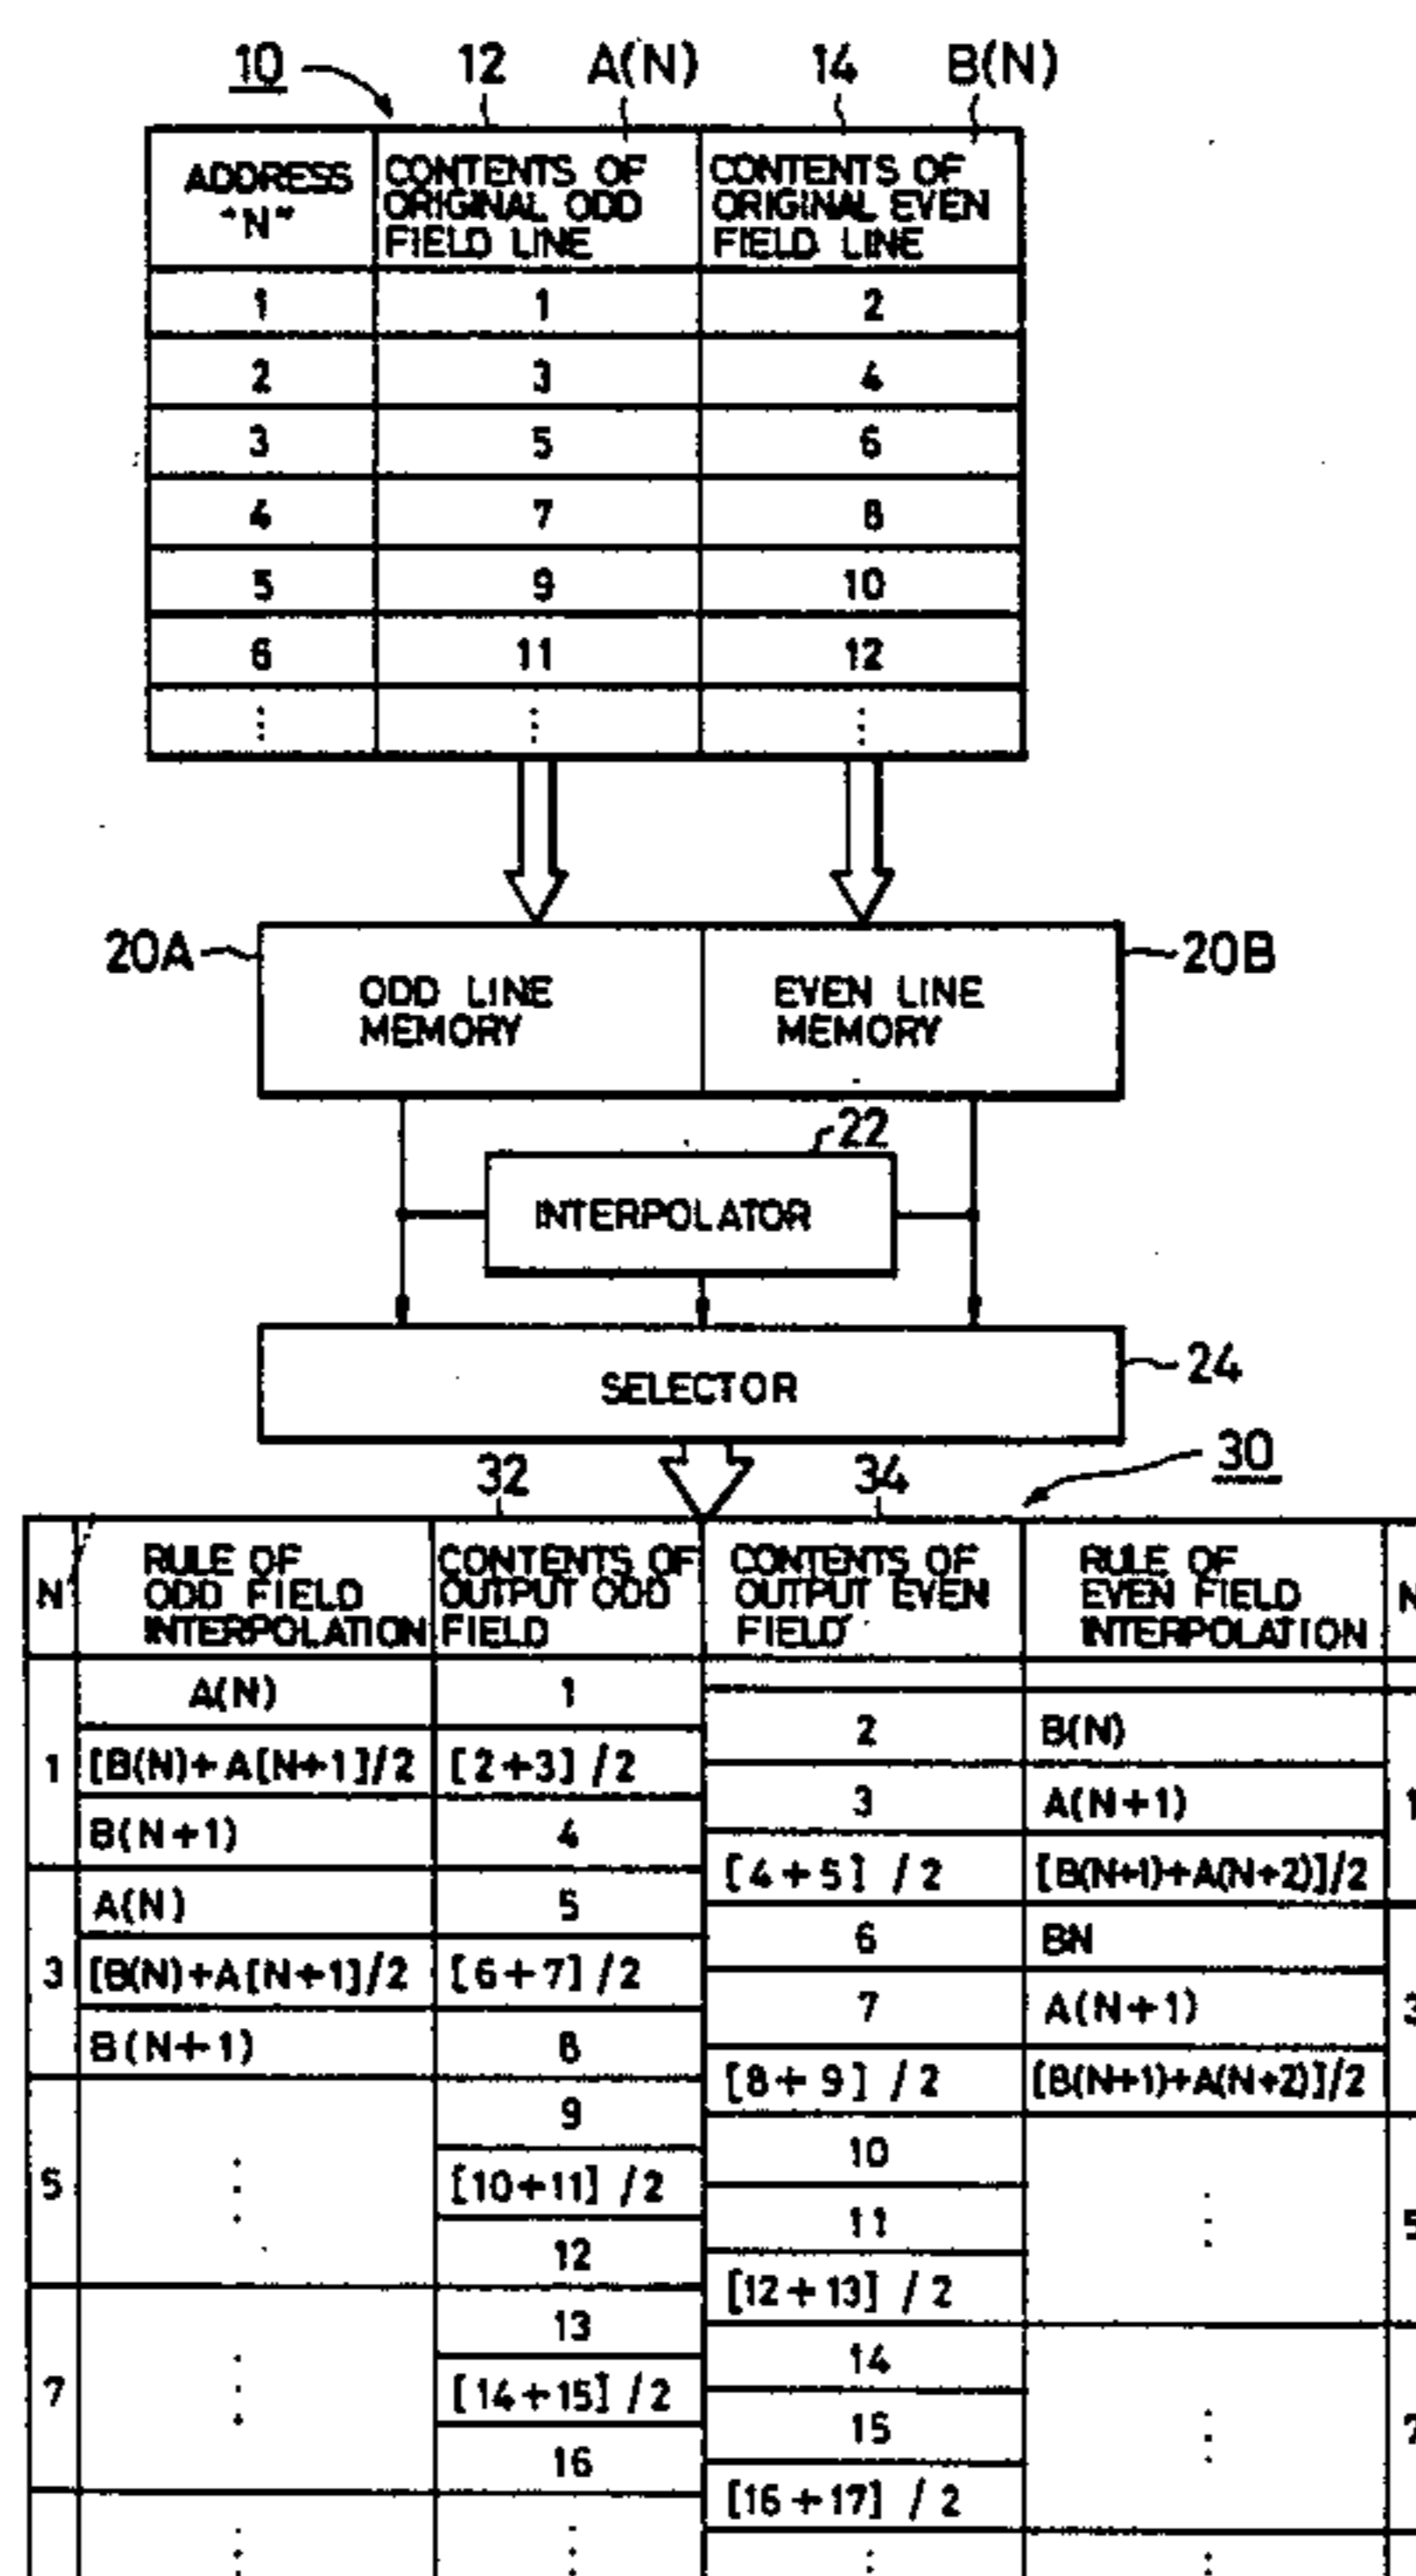 10 12 A(N) 14 B(N)
ADDRESS "N"
CONTENTS OF ORIGINAL ODD FIELD LINE
CONTENTS OF ORIGINAL EVEN FIELD LINE
1 1 2
2 3 4
3 5 6
4 7 8
5 9 10
6 11 12
⋮ ⋮ ⋮
20A
ODD LINE
MEMORY
EVEN LINE
MEMORY
20B
22
INTERPOLATOR
SELECTOR
24
32 34 30
N
RULE OF
ODD FIELD
INTERPOLATION
CONTENTS OF
OUTPUT ODD
FIELD
CONTENTS OF
OUTPUT EVEN
FIELD
RULE OF
EVEN FIELD
INTERPOLATION
N
A(N) 1
2 B(N)
1 [B(N)+A[N+1]/2 [2+3]/2
3 A(N+1) 1
B(N+1) 4
[4+5]/2 [B(N+1)+A(N+2)]/2
A(N) 5
6 BN
3 [B(N)+A[N+1]/2 [6+7]/2
7 A(N+1) 3
B(N+1) 8
[8+9]/2 [B(N+1)+A(N+2)]/2
9
10
5 ⋮ [10+11]/2
11 ⋮ 5
12
[12+13]/2
13
14
7 ⋮ [14+15]/2
15 ⋮ 7
16
[16+17]/2
⋮ ⋮ ⋮ ⋮